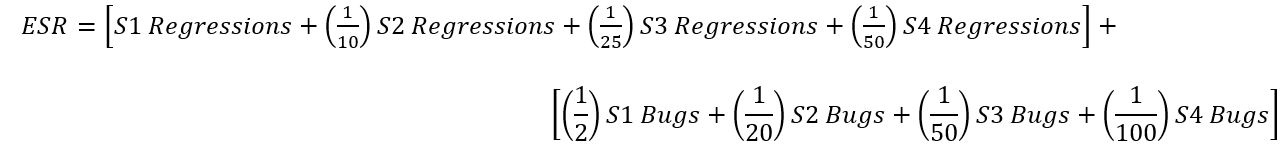 ESR = [S1 Regressions + (1/10) S2 Regressions + (1/25) S3 Regressions + (1/50) S4 Regressions] +
[(1/2) S1 Bugs + (1/20) S2 Bugs + (1/50) S3 Bugs + (1/100) S4 Bugs]